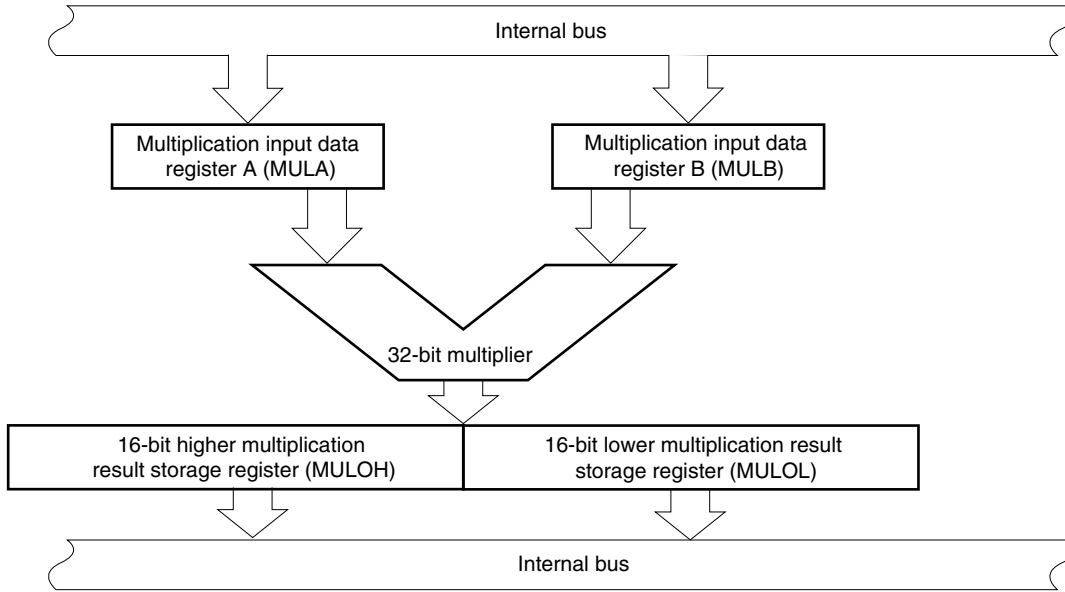 Internal bus
Multiplication input data
register A (MULA)
Multiplication input data
register B (MULB)
32-bit multiplier
16-bit higher multiplication
result storage register (MULOH)
16-bit lower multiplication result
storage register (MULOL)
Internal bus